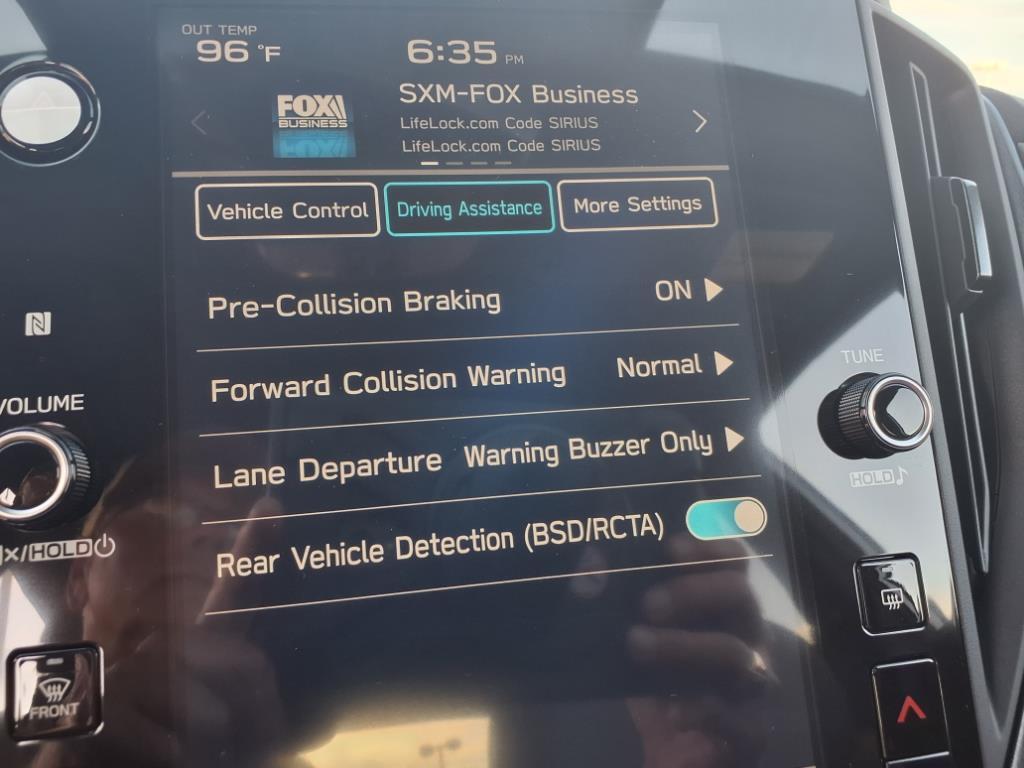 OUT TEMP
96 °F
6:35 PM
SXM-FOX Business
FOX
BUSINESS
LifeLock.com Code SIRIUS
LifeLock.com Code SIRIUS
Vehicle Control
Driving Assistance
More Settings
Pre-Collision Braking ON
Forward Collision Warning Normal
Lane Departure Warning Buzzer Only
Rear Vehicle Detection (BSD/RCTA)
N
VOLUME
/HOLD
FRONT
TUNE
HOLD